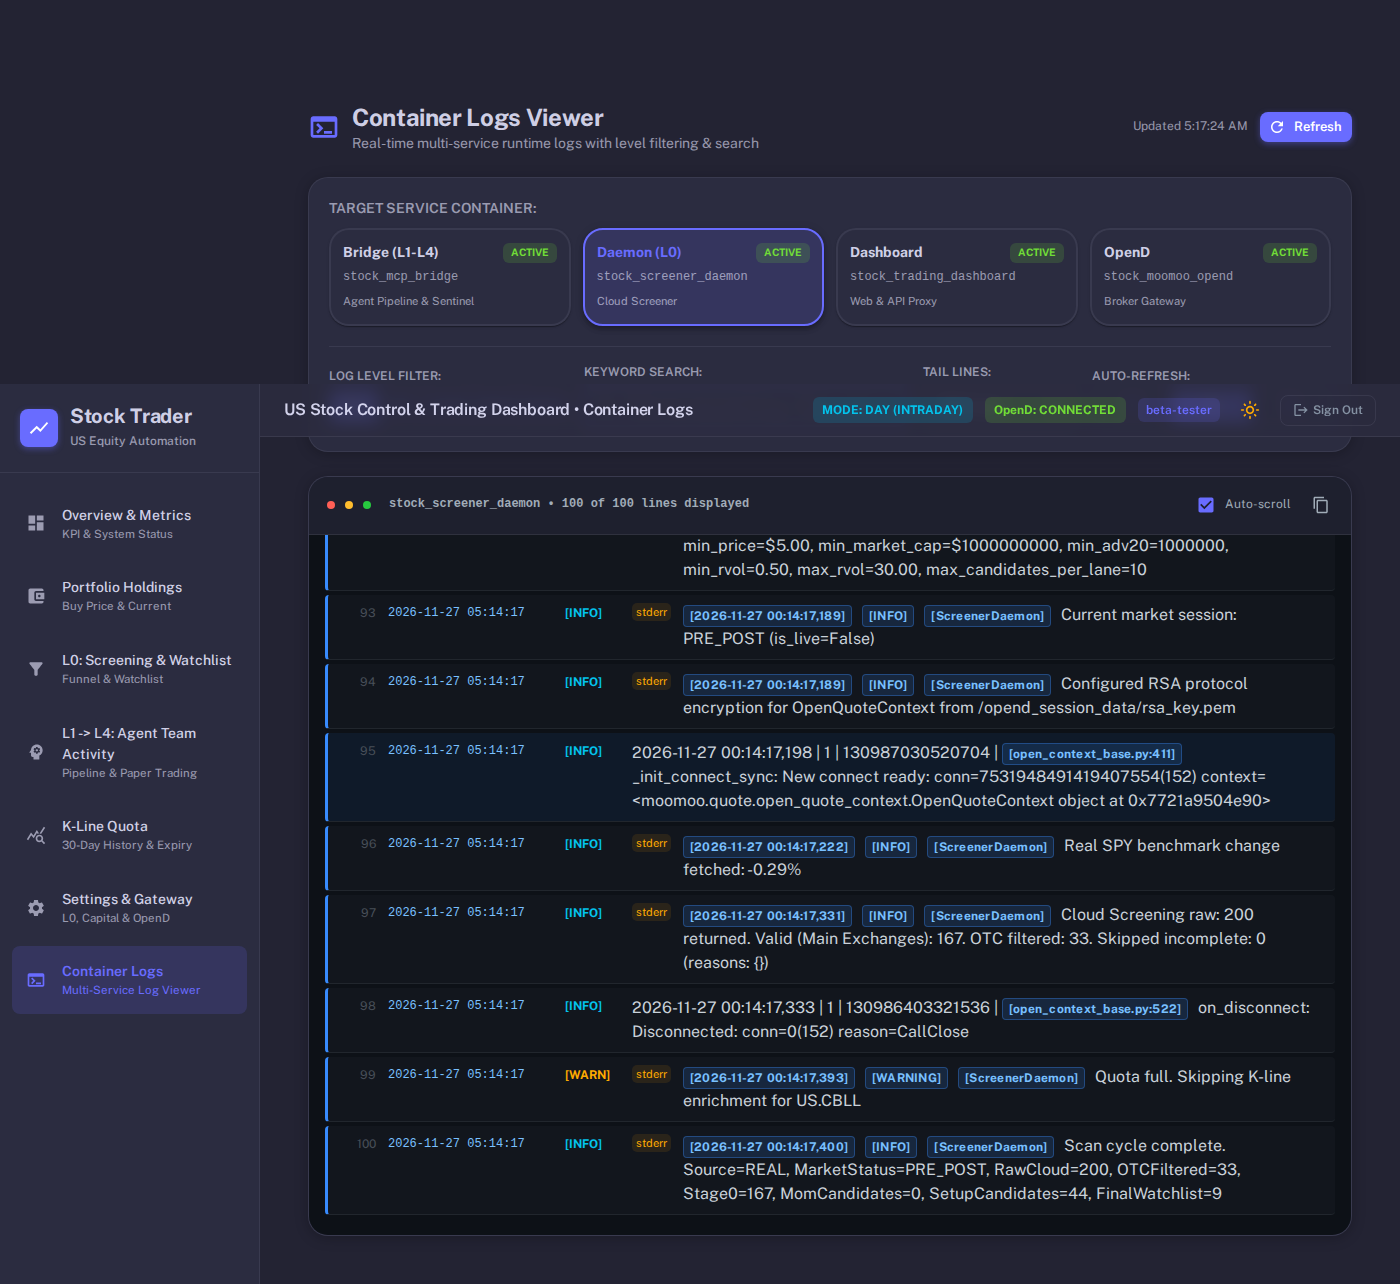 Container Logs Viewer
Real-time multi-service runtime logs with level filtering & search
Updated 5:17:24 AM
Refresh
TARGET SERVICE CONTAINER:
Bridge (L1-L4) ACTIVE
stock_mcp_bridge
Agent Pipeline & Sentinel
Daemon (L0) ACTIVE
stock_screener_daemon
Cloud Screener
Dashboard ACTIVE
stock_trading_dashboard
Web & API Proxy
OpenD ACTIVE
stock_moomoo_opend
Broker Gateway
LOG LEVEL FILTER:
KEYWORD SEARCH:
TAIL LINES:
AUTO-REFRESH:
Stock Trader
US Equity Automation
US Stock Control & Trading Dashboard • Container Logs
MODE: DAY (INTRADAY)
OpenD: CONNECTED
beta-tester
Sign Out
Overview & Metrics
KPI & System Status
Portfolio Holdings
Buy Price & Current
L0: Screening & Watchlist
Funnel & Watchlist
L1 -> L4: Agent Team
Activity
Pipeline & Paper Trading
K-Line Quota
30-Day History & Expiry
Settings & Gateway
L0, Capital & OpenD
Container Logs
Multi-Service Log Viewer
stock_screener_daemon • 100 of 100 lines displayed
Auto-scroll
min_price=$5.00, min_market_cap=$1000000000, min_adv20=1000000,
min_rvol=0.50, max_rvol=30.00, max_candidates_per_lane=10
93 2026-11-27 05:14:17 [INFO] stderr [2026-11-27 00:14:17,189] [INFO] [ScreenerDaemon] Current market session:
PRE_POST (is_live=False)
94 2026-11-27 05:14:17 [INFO] stderr [2026-11-27 00:14:17,189] [INFO] [ScreenerDaemon] Configured RSA protocol
encryption for OpenQuoteContext from /opend_session_data/rsa_key.pem
95 2026-11-27 05:14:17 [INFO] 2026-11-27 00:14:17,198 | 1 | 130987030520704 | [open_context_base.py:411]
_init_connect_sync: New connect ready: conn=7531948491419407554(152) context=
<moomoo.quote.open_quote_context.OpenQuoteContext object at 0x7721a9504e90>
96 2026-11-27 05:14:17 [INFO] stderr [2026-11-27 00:14:17,222] [INFO] [ScreenerDaemon] Real SPY benchmark change
fetched: -0.29%
97 2026-11-27 05:14:17 [INFO] stderr [2026-11-27 00:14:17,331] [INFO] [ScreenerDaemon] Cloud Screening raw: 200
returned. Valid (Main Exchanges): 167. OTC filtered: 33. Skipped incomplete: 0
(reasons: {})
98 2026-11-27 05:14:17 [INFO] 2026-11-27 00:14:17,333 | 1 | 130986403321536 | [open_context_base.py:522] on_disconnect:
Disconnected: conn=0(152) reason=CallClose
99 2026-11-27 05:14:17 [WARN] stderr [2026-11-27 00:14:17,393] [WARNING] [ScreenerDaemon] Quota full. Skipping K-line
enrichment for US.CBLL
100 2026-11-27 05:14:17 [INFO] stderr [2026-11-27 00:14:17,400] [INFO] [ScreenerDaemon] Scan cycle complete.
Source=REAL, MarketStatus=PRE_POST, RawCloud=200, OTCFiltered=33,
Stage0=167, MomCandidates=0, SetupCandidates=44, FinalWatchlist=9